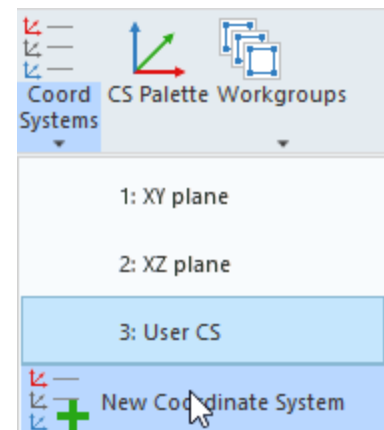 Coord Systems
CS Palette
Workgroups
1: XY plane
2: XZ plane
3: User CS
New Coordinate System